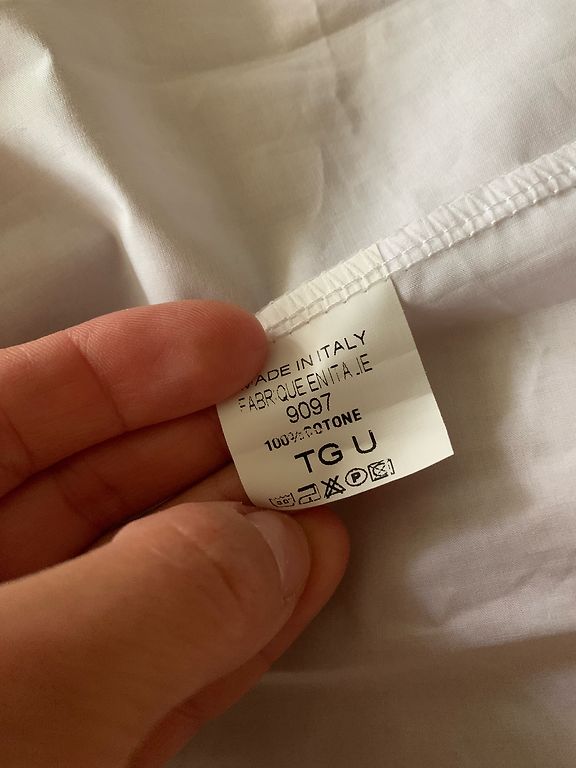 MADE IN ITALY
FABRIQUE EN ITALIE
9097
100% COTONE
TG U
P